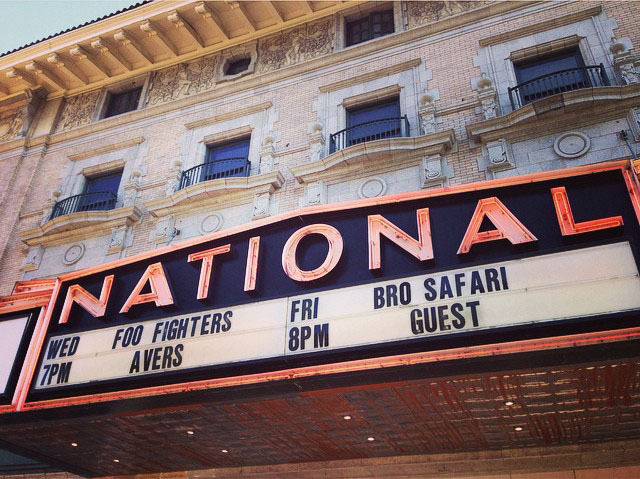 NATIONAL
WED FOO FIGHTERS
7PM AVERS
FRI BRO SAFARI
8PM GUEST